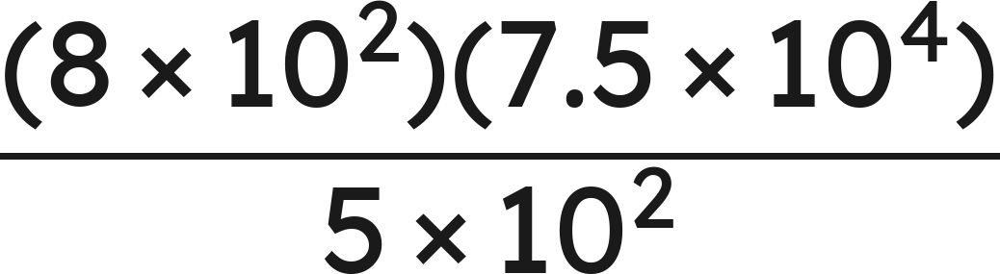 (8 × 10²)(7.5 × 10⁴)
5 × 10²